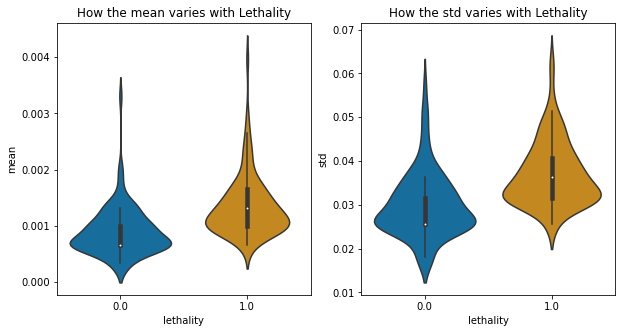 How the mean varies with Lethality
mean
0.004
0.003
0.002
0.001
0.000
0.0
1.0
lethality
How the std varies with Lethality
std
0.07
0.06
0.05
0.04
0.03
0.02
0.01
0.0
1.0
lethality